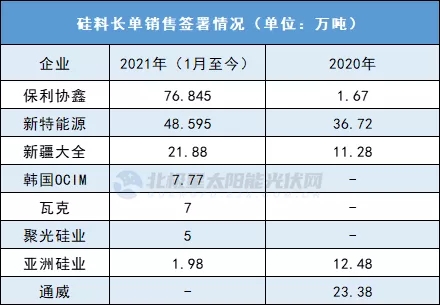 硅料长单销售签署情况（单位：万吨）
企业 2021年（1月至今） 2020年
保利协鑫 76.845 1.67
新特能源 48.595 36.72
新疆大全 21.88 11.28
韩国OCIM 7.77 -
北极星太阳能光伏网
瓦克 7 -
聚光硅业 5 -
亚洲硅业 1.98 12.48
通威 - 23.38